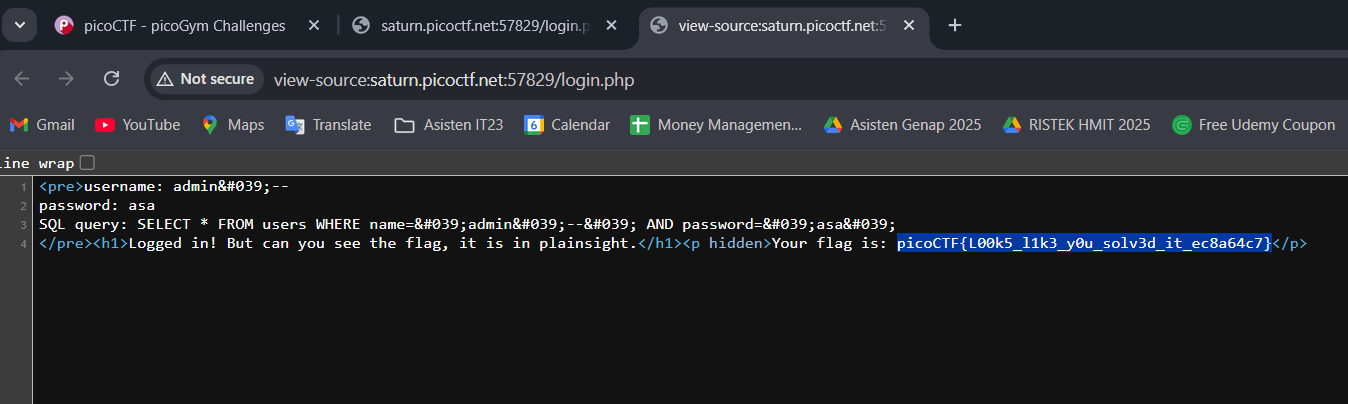 picoCTF - picoGym Challenges
saturn.picoctf.net:57829/login.p
view-source:saturn.picoctf.net:5
Not secure
view-source:saturn.picoctf.net:57829/login.php
Gmail
YouTube
Maps
Translate
Asisten IT23
6
Calendar
Money Managemen...
Asisten Genap 2025
RISTEK HMIT 2025
Free Udemy Coupon
ine wrap
1 <pre>username: admin&#039;--
2 password: asa
3 SQL query: SELECT * FROM users WHERE name=&#039;admin&#039;--&#039; AND password=&#039;asa&#039;
4 </pre><h1>Logged in! But can you see the flag, it is in plainsight.</h1><p hidden>Your flag is: picoCTF{L00k5_l1k3_y0u_solv3d_it_ec8a64c7}</p>